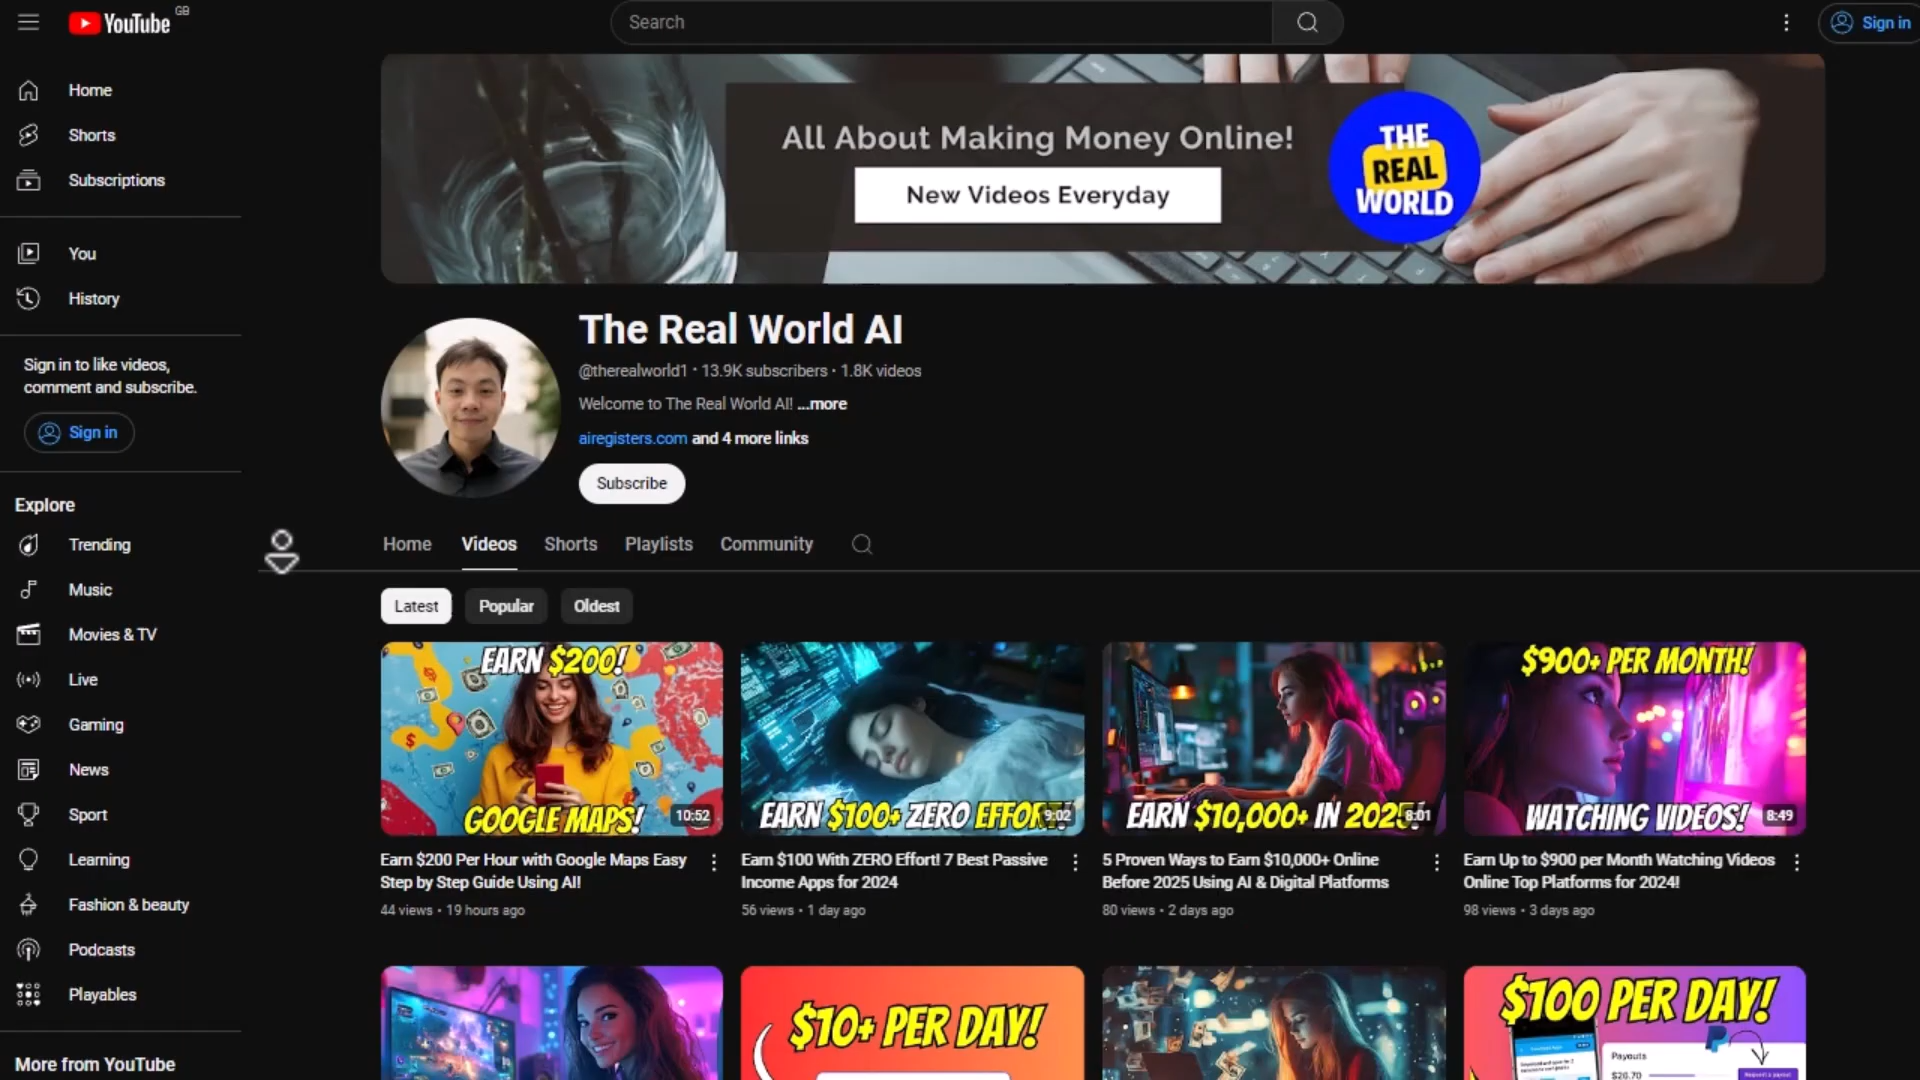 YouTube GB
Search
Sign in
Home
Shorts
Subscriptions
You
History
Sign in to like videos,
comment and subscribe.
Sign in
Explore
Trending
Music
Movies & TV
Live
Gaming
News
Sport
Learning
Fashion & beauty
Podcasts
Playables
More from YouTube
All About Making Money Online!
New Videos Everyday
THE
REAL
WORLD
The Real World AI
@therealworld1 • 13.9K subscribers • 1.8K videos
Welcome to The Real World AI! ...more
airegisters.com and 4 more links
Subscribe
Home Videos Shorts Playlists Community
Latest Popular Oldest
EARN $200!
GOOGLE MAPS!
10:52
Earn $200 Per Hour with Google Maps Easy
Step by Step Guide Using AI!
44 views • 19 hours ago
EARN $100+ ZERO EFFORT!
9:02
Earn $100 With ZERO Effort! 7 Best Passive
Income Apps for 2024
56 views • 1 day ago
EARN $10,000+ IN 2025!
8:01
5 Proven Ways to Earn $10,000+ Online
Before 2025 Using AI & Digital Platforms
80 views • 2 days ago
$900+ PER MONTH!
WATCHING VIDEOS!
8:49
Earn Up to $900 per Month Watching Videos
Online Top Platforms for 2024!
98 views • 3 days ago
$10+ PER DAY!
$100 PER DAY!
Payouts
$20.70
Request a payout